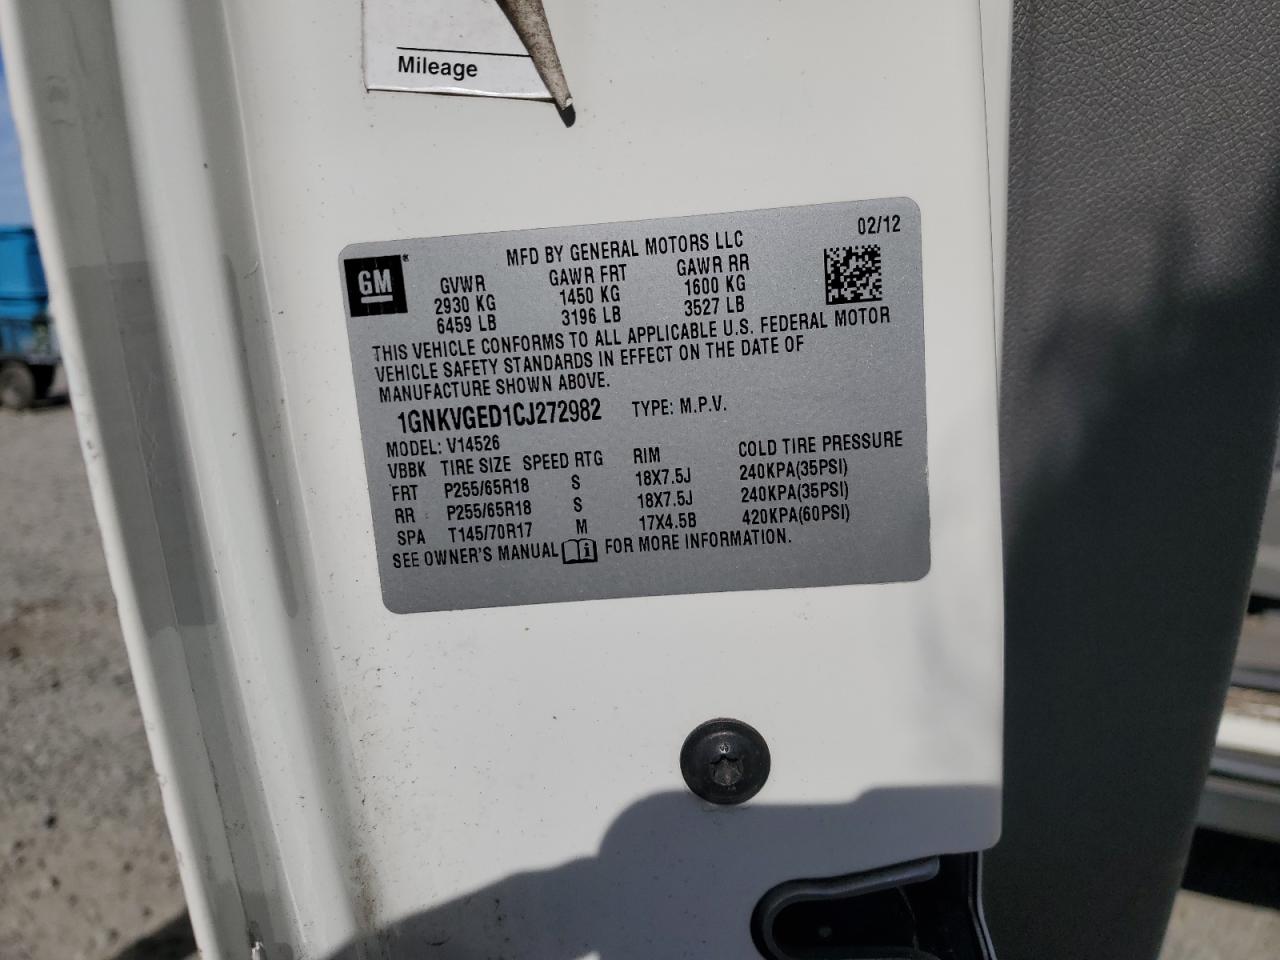 Mileage
02/12
MFD BY GENERAL MOTORS LLC
GM
GVWR GAWR FRT GAWR RR
2930 KG 1450 KG 1600 KG
6459 LB 3196 LB 3527 LB
THIS VEHICLE CONFORMS TO ALL APPLICABLE U.S. FEDERAL MOTOR
VEHICLE SAFETY STANDARDS IN EFFECT ON THE DATE OF
MANUFACTURE SHOWN ABOVE.
1GNKVGED1CJ272982 TYPE: M.P.V.
MODEL: V14526
VBBK TIRE SIZE SPEED RTG RIM COLD TIRE PRESSURE
FRT P255/65R18 S 18X7.5J 240KPA(35PSI)
RR P255/65R18 S 18X7.5J 240KPA(35PSI)
SPA T145/70R17 M 17X4.5B 420KPA(60PSI)
SEE OWNER'S MANUAL i FOR MORE INFORMATION.